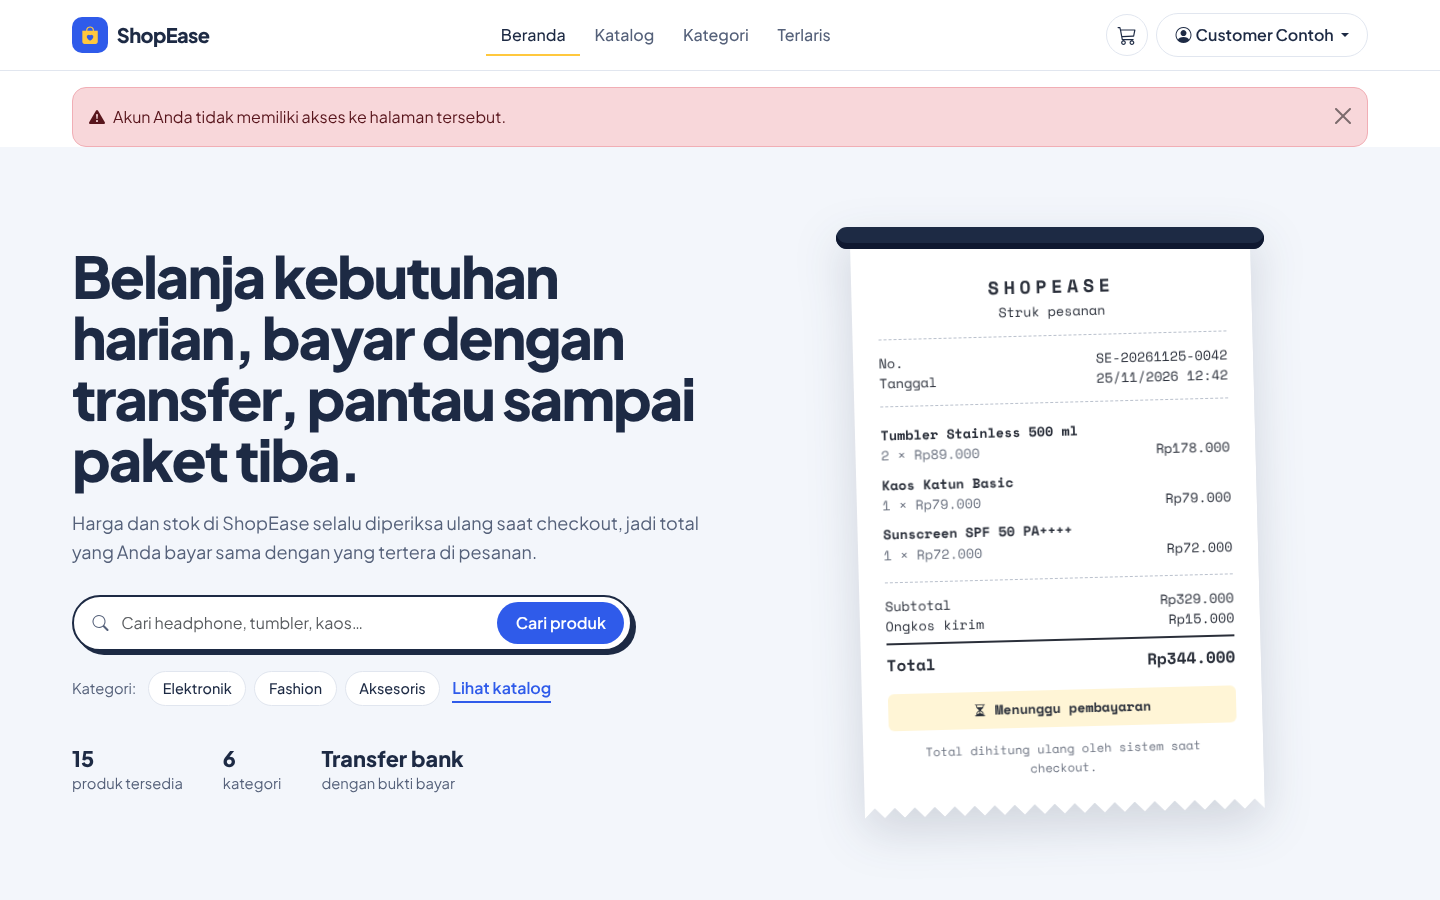 ShopEase
Beranda
Katalog
Kategori
Terlaris
Customer Contoh
Akun Anda tidak memiliki akses ke halaman tersebut.
Belanja kebutuhan
harian, bayar dengan
transfer, pantau sampai
paket tiba.
Harga dan stok di ShopEase selalu diperiksa ulang saat checkout, jadi total
yang Anda bayar sama dengan yang tertera di pesanan.
Cari headphone, tumbler, kaos...
Cari produk
Kategori: Elektronik Fashion Aksesoris Lihat katalog
15 6 Transfer bank
produk tersedia kategori dengan bukti bayar
SHOPEASE
Struk pesanan
No. SE-20261125-0042
Tanggal 25/11/2026 12:42
Tumbler Stainless 500 ml
2 × Rp89.000 Rp178.000
Kaos Katun Basic
1 × Rp79.000 Rp79.000
Sunscreen SPF 50 PA++++
1 × Rp72.000 Rp72.000
Subtotal Rp329.000
Ongkos kirim Rp15.000
Total Rp344.000
Menunggu pembayaran
Total dihitung ulang oleh sistem saat
checkout.